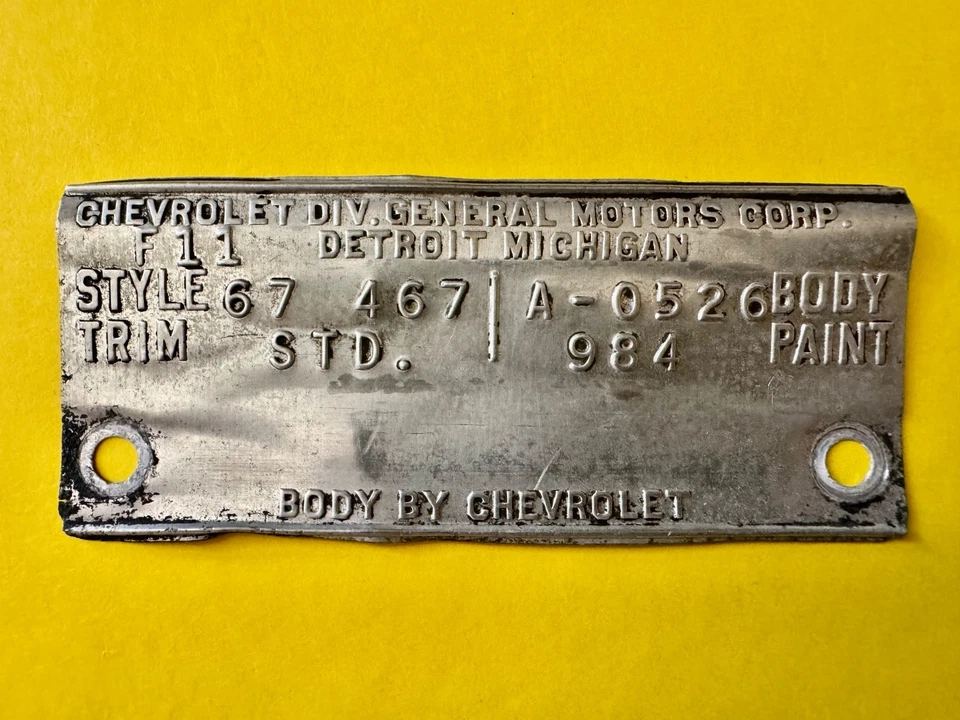 CHEVROLET DIV. GENERAL MOTORS CORP.
F11 DETROIT MICHIGAN
STYLE 67 467 | A-0526 BODY
TRIM STD. 984 PAINT
BODY BY CHEVROLET